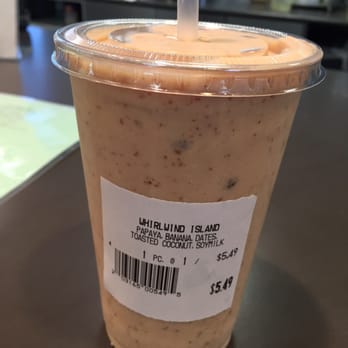 WHIRLWIND ISLAND
PAPAYA, BANANA, DATES,
TOASTED COCONUT, SOYMILK
1 PC. @ 1 / $5.49
$5.49